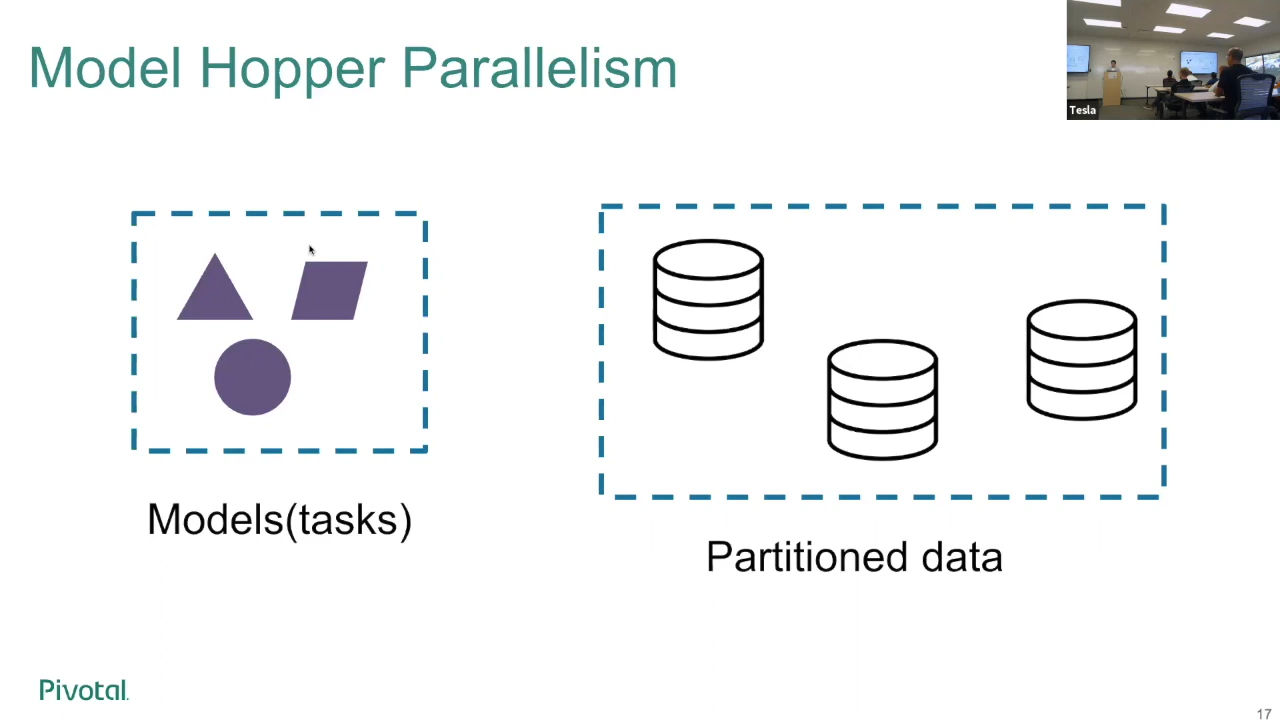 Model Hopper Parallelism
Tesla
Models(tasks)
Partitioned data
Pivotal
17